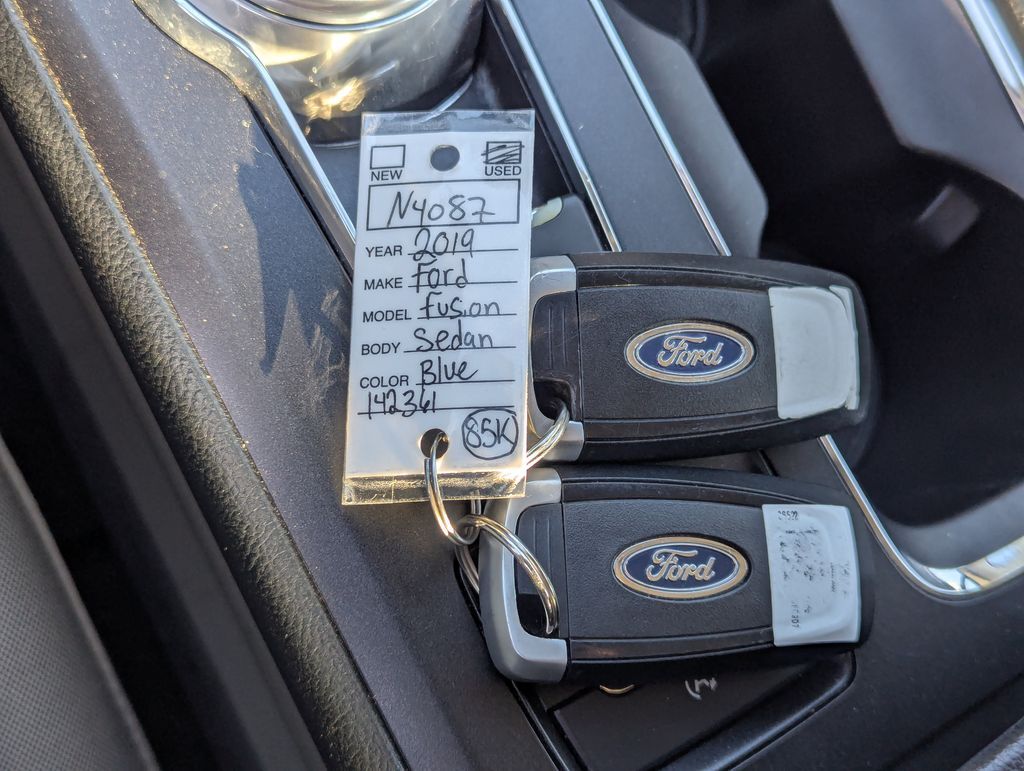 NEW
USED
N4087
YEAR 2019
MAKE Ford
MODEL Fusion
BODY Sedan
COLOR Blue
142361
85K
Ford
Ford